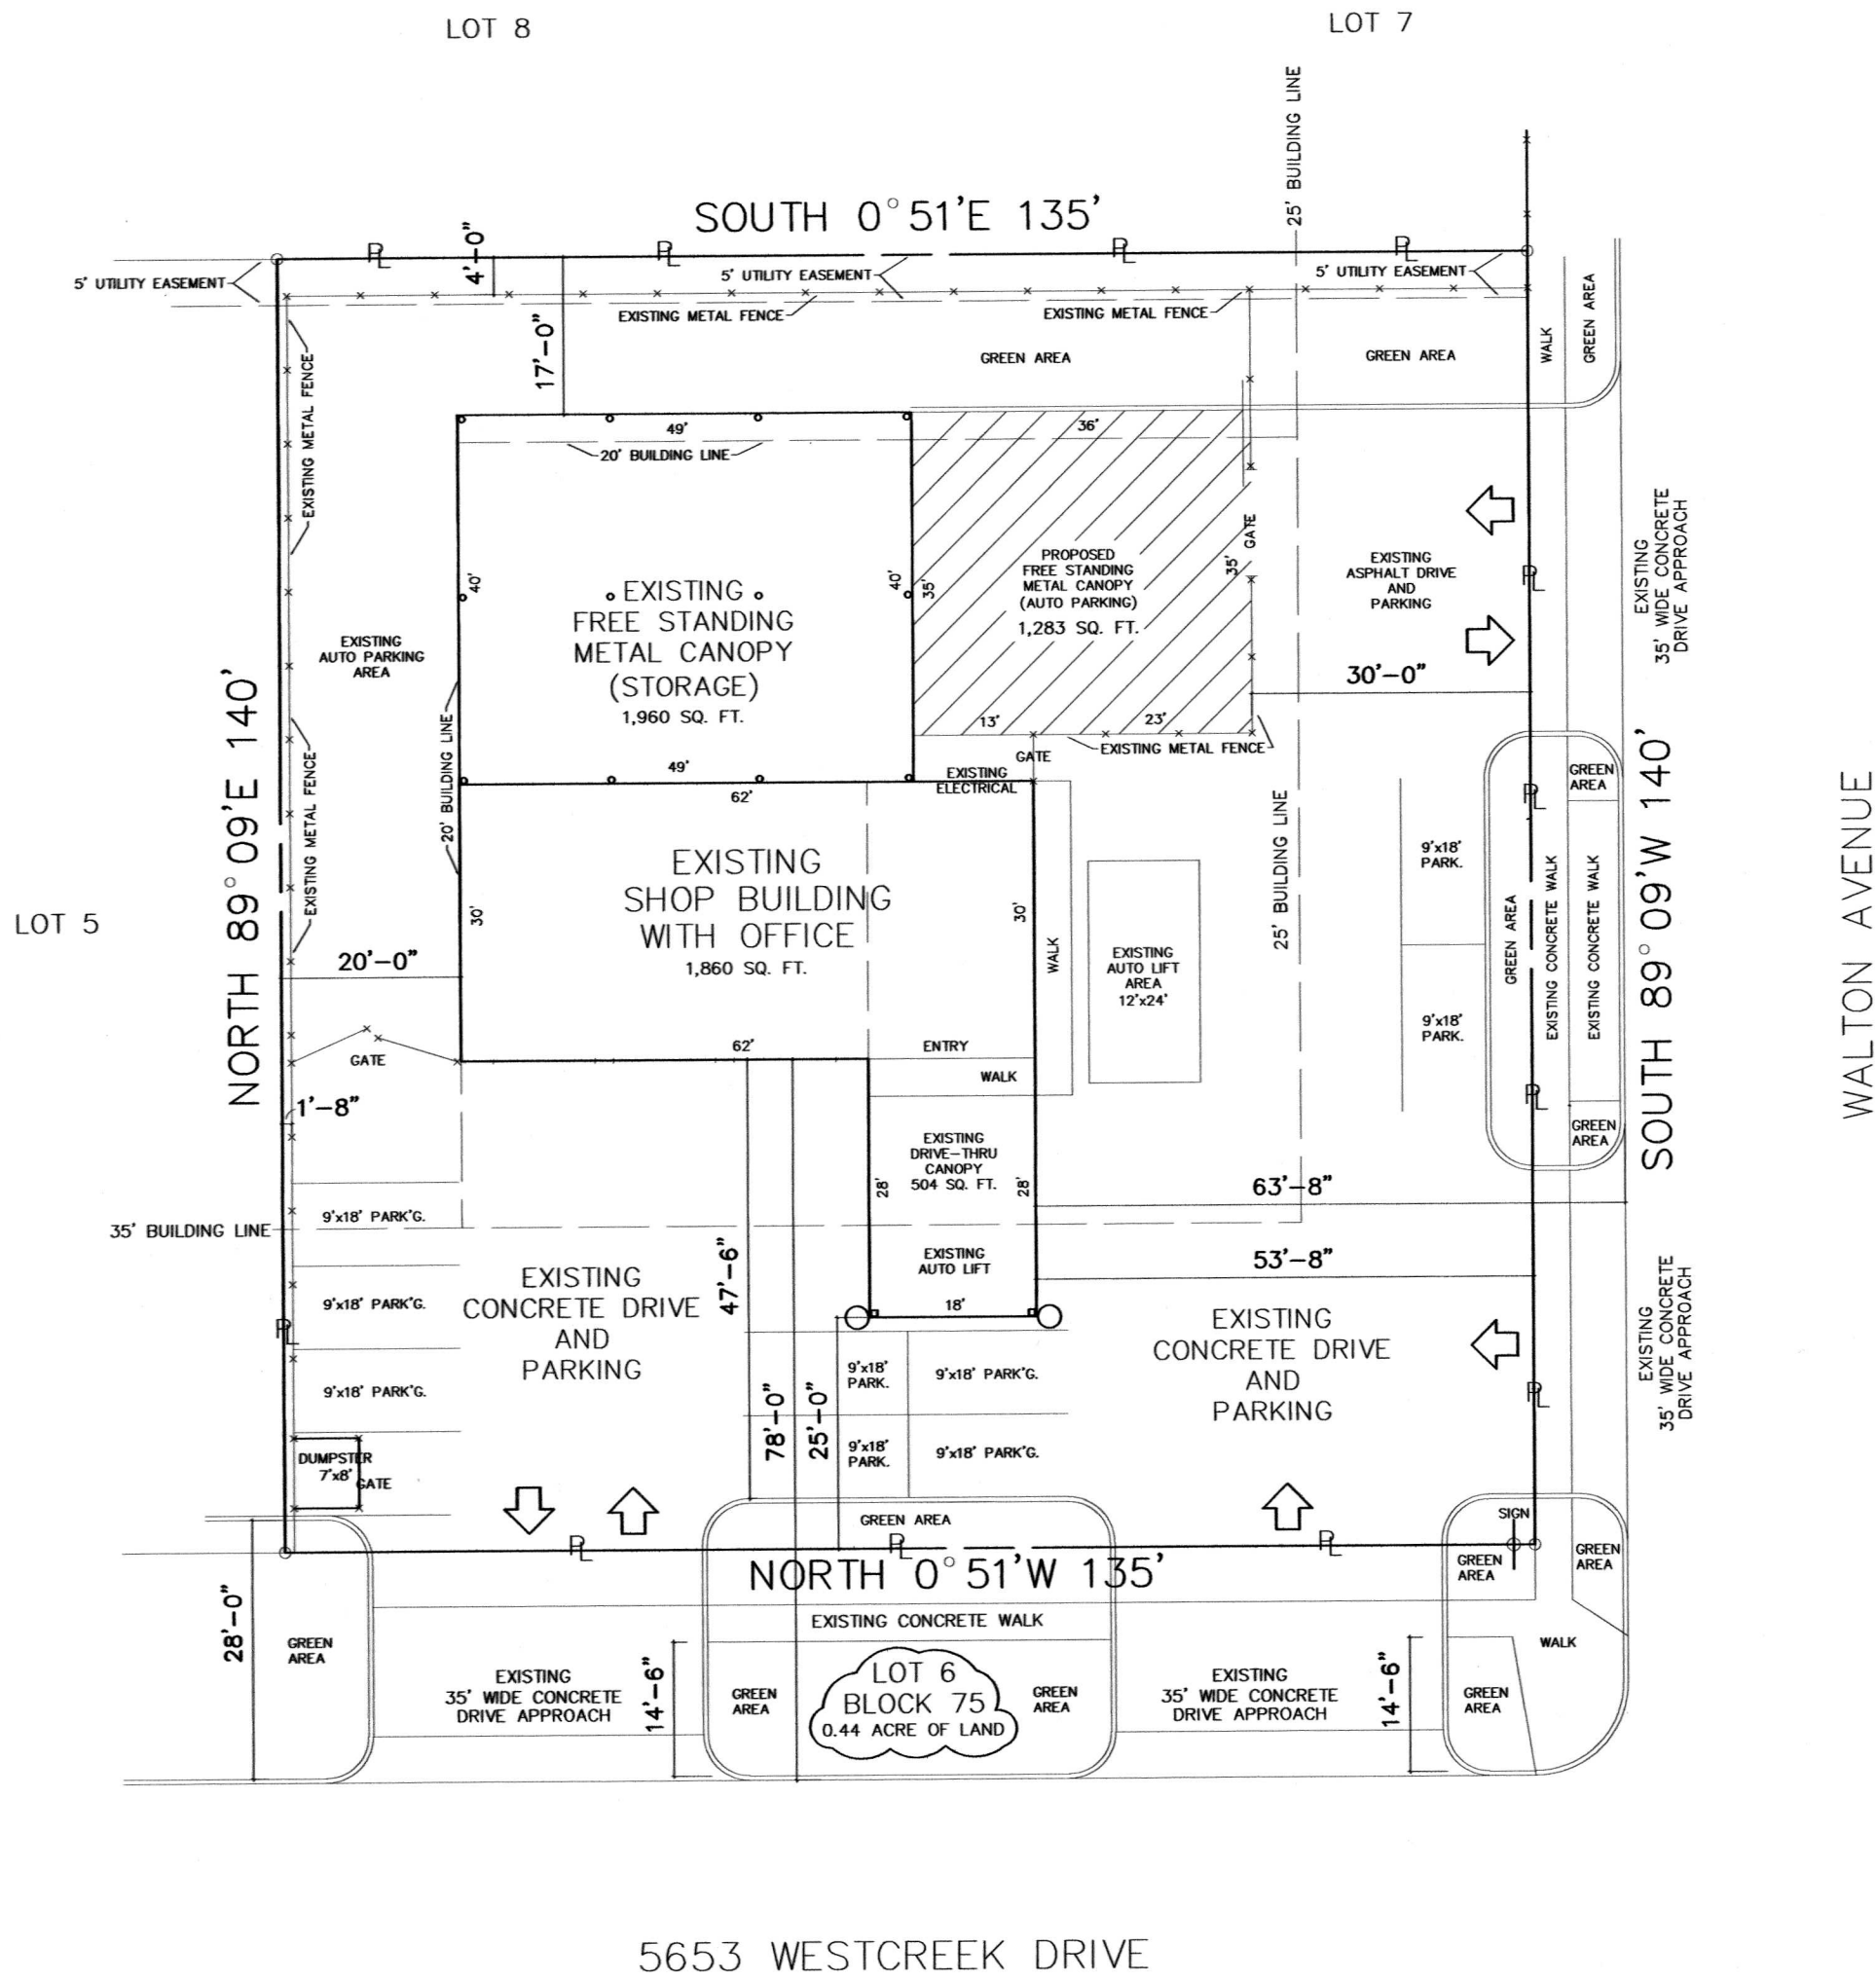 LOT 8
LOT 7
25' BUILDING LINE
SOUTH 0°51'E 135'
PL
PL
PL
PL
4'-0"
5' UTILITY EASEMENT
5' UTILITY EASEMENT
5' UTILITY EASEMENT
EXISTING METAL FENCE
EXISTING METAL FENCE
17'-0"
GREEN AREA
GREEN AREA
WALK
GREEN AREA
EXISTING METAL FENCE
49'
20' BUILDING LINE
36'
EXISTING
AUTO PARKING
AREA
40'
EXISTING
FREE STANDING
METAL CANOPY
(STORAGE)
1,960 SQ. FT.
40'
35'
PROPOSED
FREE STANDING
METAL CANOPY
(AUTO PARKING)
1,283 SQ. FT.
35'
GATE
EXISTING
ASPHALT DRIVE
AND
PARKING
PL
EXISTING
35' WIDE CONCRETE
DRIVE APPROACH
30'-0"
13'
23'
EXISTING METAL FENCE
GATE
EXISTING
ELECTRICAL
49'
62'
20' BUILDING LINE
EXISTING METAL FENCE
NORTH 89°09'E 140'
LOT 5
30'
EXISTING
SHOP BUILDING
WITH OFFICE
1,860 SQ. FT.
30'
WALK
EXISTING
AUTO LIFT
AREA
12'x24'
25' BUILDING LINE
9'x18'
PARK.
9'x18'
PARK.
GREEN AREA
PL
EXISTING CONCRETE WALK
EXISTING CONCRETE WALK
GREEN
AREA
GREEN
AREA
PL
SOUTH 89°09'W 140'
WALTON AVENUE
20'-0"
GATE
1'-8"
62'
ENTRY
WALK
EXISTING
DRIVE-THRU
CANOPY
504 SQ. FT.
28'
28'
63'-8"
35' BUILDING LINE
9'x18' PARK'G.
9'x18' PARK'G.
9'x18' PARK'G.
PL
EXISTING
CONCRETE DRIVE
AND
PARKING
47'-6"
EXISTING
AUTO LIFT
18'
53'-8"
EXISTING
CONCRETE DRIVE
AND
PARKING
PL
EXISTING
35' WIDE CONCRETE
DRIVE APPROACH
78'-0"
25'-0"
9'x18'
PARK.
9'x18' PARK'G.
9'x18'
PARK.
9'x18' PARK'G.
DUMPSTER
7'x8'
GATE
GREEN AREA
SIGN
PL
PL
PL
NORTH 0°51'W 135'
GREEN
AREA
GREEN
AREA
28'-0"
GREEN
AREA
EXISTING CONCRETE WALK
WALK
EXISTING
35' WIDE CONCRETE
DRIVE APPROACH
14'-6"
GREEN
AREA
LOT 6
BLOCK 75
0.44 ACRE OF LAND
GREEN
AREA
EXISTING
35' WIDE CONCRETE
DRIVE APPROACH
14'-6"
GREEN
AREA
5653 WESTCREEK DRIVE